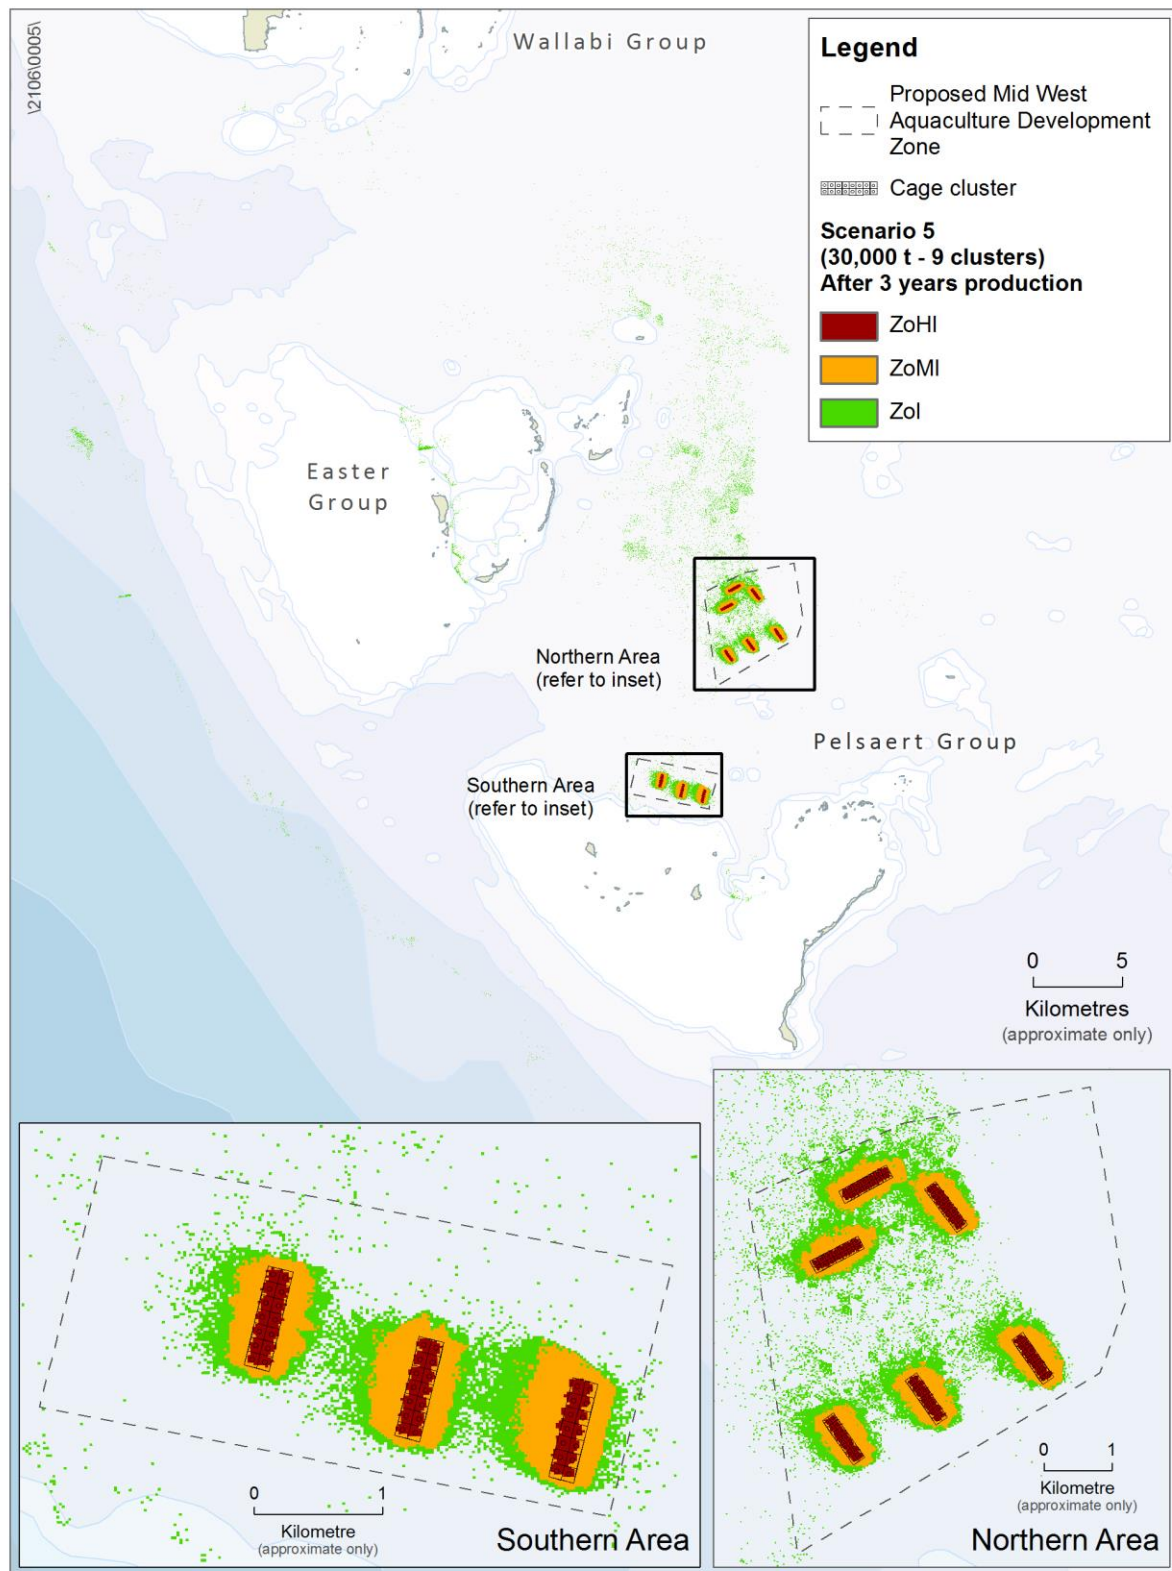 \2106\0005\
Wallabi Group
Legend
Proposed Mid West
Aquaculture Development
Zone
Cage cluster
Scenario 5
(30,000 t - 9 clusters)
After 3 years production
ZoHI
ZoMI
ZoI
Easter
Group
Northern Area
(refer to inset)
Pelsaert Group
Southern Area
(refer to inset)
0 5
Kilometres
(approximate only)
0 1
Kilometre
(approximate only)
Southern Area
0 1
Kilometre
(approximate only)
Northern Area